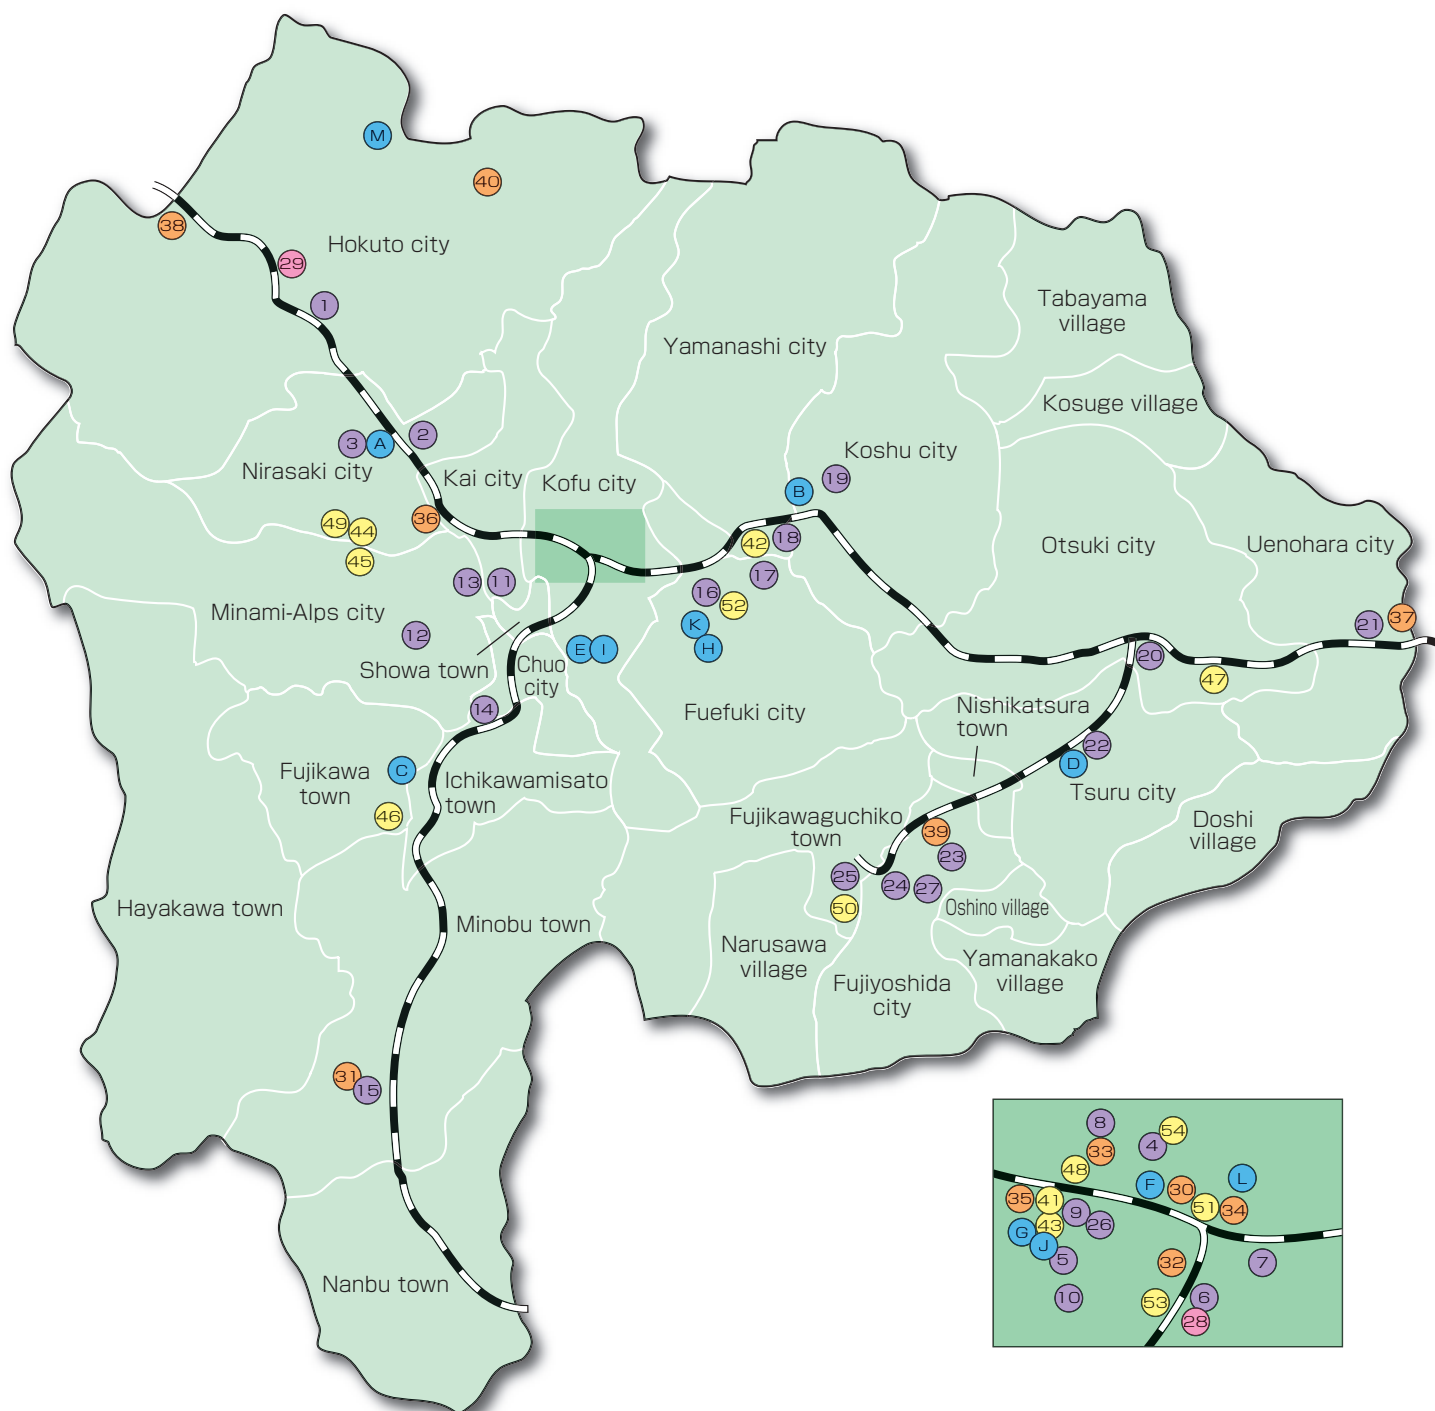 M
40
38
Hokuto city
29
1
Tabayama
village
Yamanashi city
Kosuge village
3
A
2
Koshu city
Nirasaki city
Kai city
Kofu city
19
B
49
44
36
42
18
Otsuki city
Uenohara city
45
13
11
17
16
52
Minami-Alps city
12
K
21
37
Showa town
E
I
H
20
Chuo
city
47
14
Fuefuki city
Nishikatsura
town
22
D
Fujikawa
town
C
Ichikawamisato
town
Tsuru city
46
Fujikawaguchiko
town
39
Doshi
village
23
25
24
27
Hayakawa town
50
Oshino village
Minobu town
Narusawa
village
Yamanakako
village
Fujiyoshida
city
31
15
8
54
33
4
48
F
30
L
35
41
9
51
34
G
43
26
J
5
32
7
10
53
6
28
Nanbu town